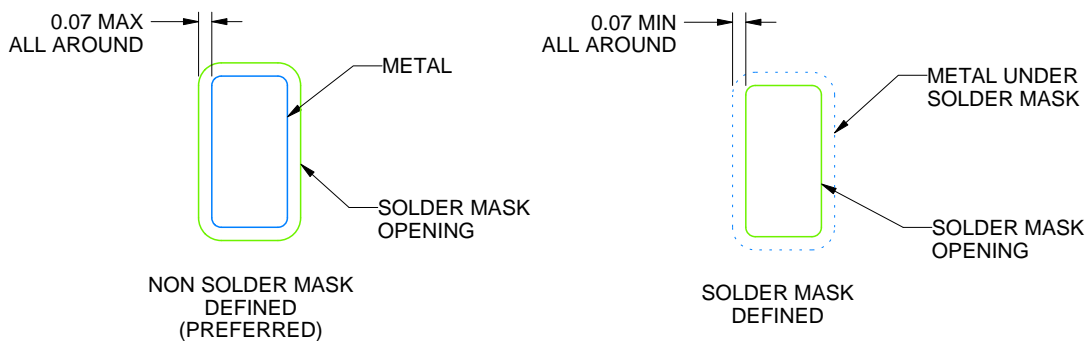 0.07 MAX
ALL AROUND
METAL
SOLDER MASK
OPENING
NON SOLDER MASK
DEFINED
(PREFERRED)
0.07 MIN
ALL AROUND
METAL UNDER
SOLDER MASK
SOLDER MASK
OPENING
SOLDER MASK
DEFINED